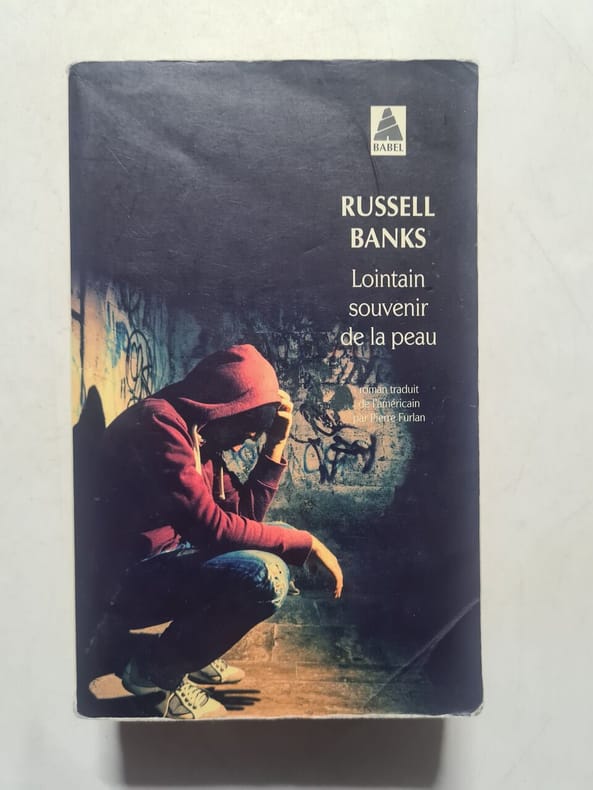 BABEL
RUSSELL
BANKS
Lointain
souvenir
de la peau
roman traduit
de l'américain
par Pierre Furlan